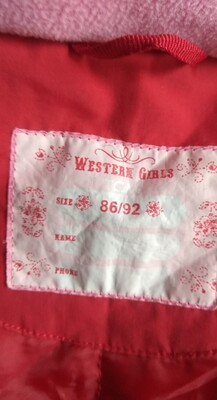 WESTERN GIRLS
SIZE 86/92
NAME
PHONE